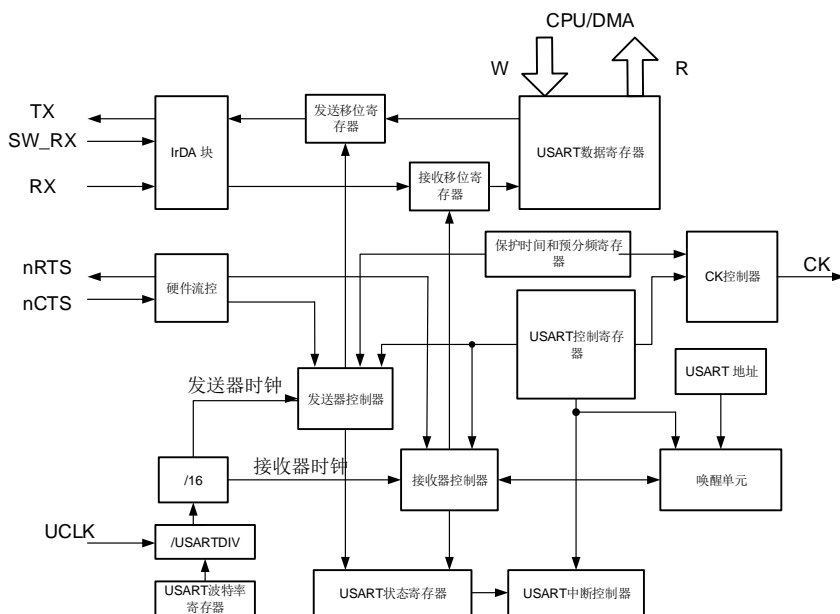 CPU/DMA
W
R
TX
SW_RX
RX
IrDA 块
发送移位寄
存器
接收移位寄
存器
USART数据寄存器
nRTS
nCTS
硬件流控
保护时间和预分频寄存
器
CK控制器
CK
USART控制寄存
器
USART 地址
发送器时钟
发送器控制器
接收器时钟
/16
接收器控制器
唤醒单元
UCLK
/USARTDIV
USART波特率
寄存器
USART状态寄存器
USART中断控制器